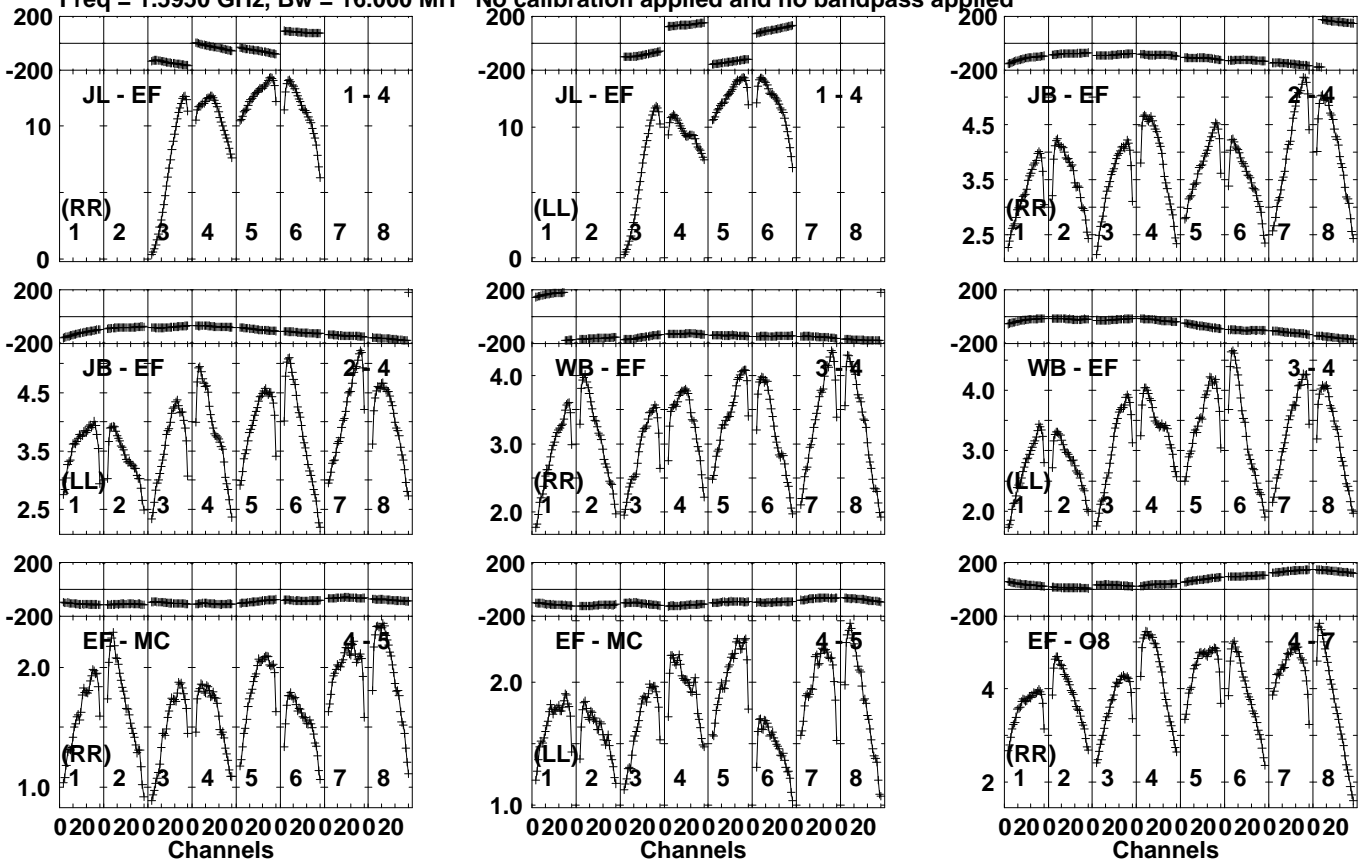 Freq = 1.5950 GHz, Bw = 16.000 MH No calibration applied and no bandpass applied
200 200 200
-200 -200 -200
JL - EF 1 - 4 JL - EF 1 - 4 JB - EF 2 - 4
10 10 4.5
3.5
(RR) (LL) (RR)
1 2 3 4 5 6 7 8 1 2 3 4 5 6 7 8 1 2 3 4 5 6 7 8
0 0 2.5
200 200 200
-200 -200 -200
JB - EF 2 - 4 WB - EF 3 - 4 WB - EF 3 - 4
4.5 4.0 4.0
3.5 3.0 3.0
(LL) (RR) (LL)
1 2 3 4 5 6 7 8 1 2 3 4 5 6 7 8 1 2 3 4 5 6 7 8
2.5 2.0 2.0
200 200 200
-200 -200 -200
EF - MC 4 - 5 EF - MC 4 - 5 EF - O8 4 - 7
2.0 2.0 4
(RR) (LL) (RR)
1 2 3 4 5 6 7 8 1 2 3 4 5 6 7 8 1 2 3 4 5 6 7 8
1.0 1.0 2
0 20 0 20 0 20 0 20 0 20 0 20 0 20 0 20 0 20 0 20 0 20 0 20 0 20 0 20 0 20 0 20 0 20 0 20 0 20 0 20 0 20 0 20 0 20 0 20
Channels Channels Channels